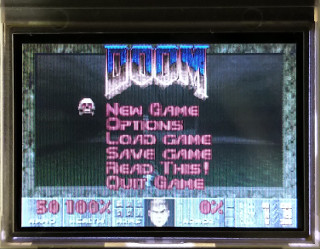 DOOM
New Game
Options
Load Game
Save Game
Read This!
Quit Game
50 100% 0%
AMMO HEALTH ARMS ARMOR